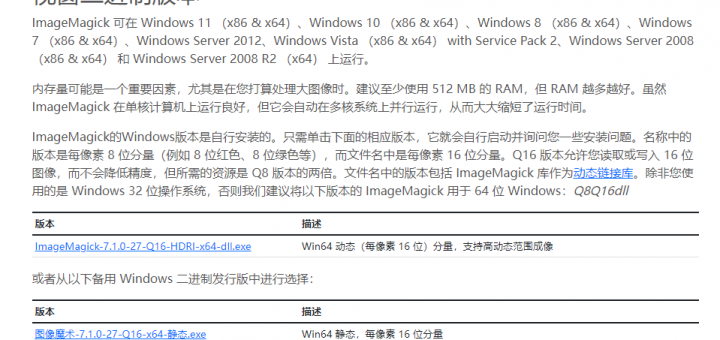 视窗二进制版本
ImageMagick 可在 Windows 11 （x86 & x64）、Windows 10 （x86 & x64）、Windows 8 （x86 & x64）、Windows
7 （x86 & x64）、Windows Server 2012、Windows Vista （x86 & x64） with Service Pack 2、Windows Server 2008
（x86 & x64） 和 Windows Server 2008 R2 （x64） 上运行。
内存量可能是一个重要因素，尤其是在您打算处理大图像时。建议至少使用 512 MB 的 RAM，但 RAM 越多越好。虽然
ImageMagick 在单核计算机上运行良好，但它会自动在多核系统上并行运行，从而大大缩短了运行时间。
ImageMagick的Windows版本是自行安装的。只需单击下面的相应版本，它就会自行启动并询问您一些安装问题。名称中的
版本是每像素 8 位分量（例如 8 位红色、8 位绿色等），而文件名中是每像素 16 位分量。Q16 版本允许您读取或写入 16 位
图像，而不会降低精度，但所需的资源是 Q8 版本的两倍。文件名中的版本包括 ImageMagick 库作为动态链接库。除非您使
用的是 Windows 32 位操作系统，否则我们建议将以下版本的 ImageMagick 用于 64 位 Windows：Q8Q16dll
版本 描述
ImageMagick-7.1.0-27-Q16-HDRI-x64-dll.exe Win64 动态（每像素 16 位）分量，支持高动态范围成像
或者从以下备用 Windows 二进制发行版中进行选择：
版本 描述
图像魔术-7.1.0-27-Q16-x64-静态.exe Win64 静态，每像素 16 位分量